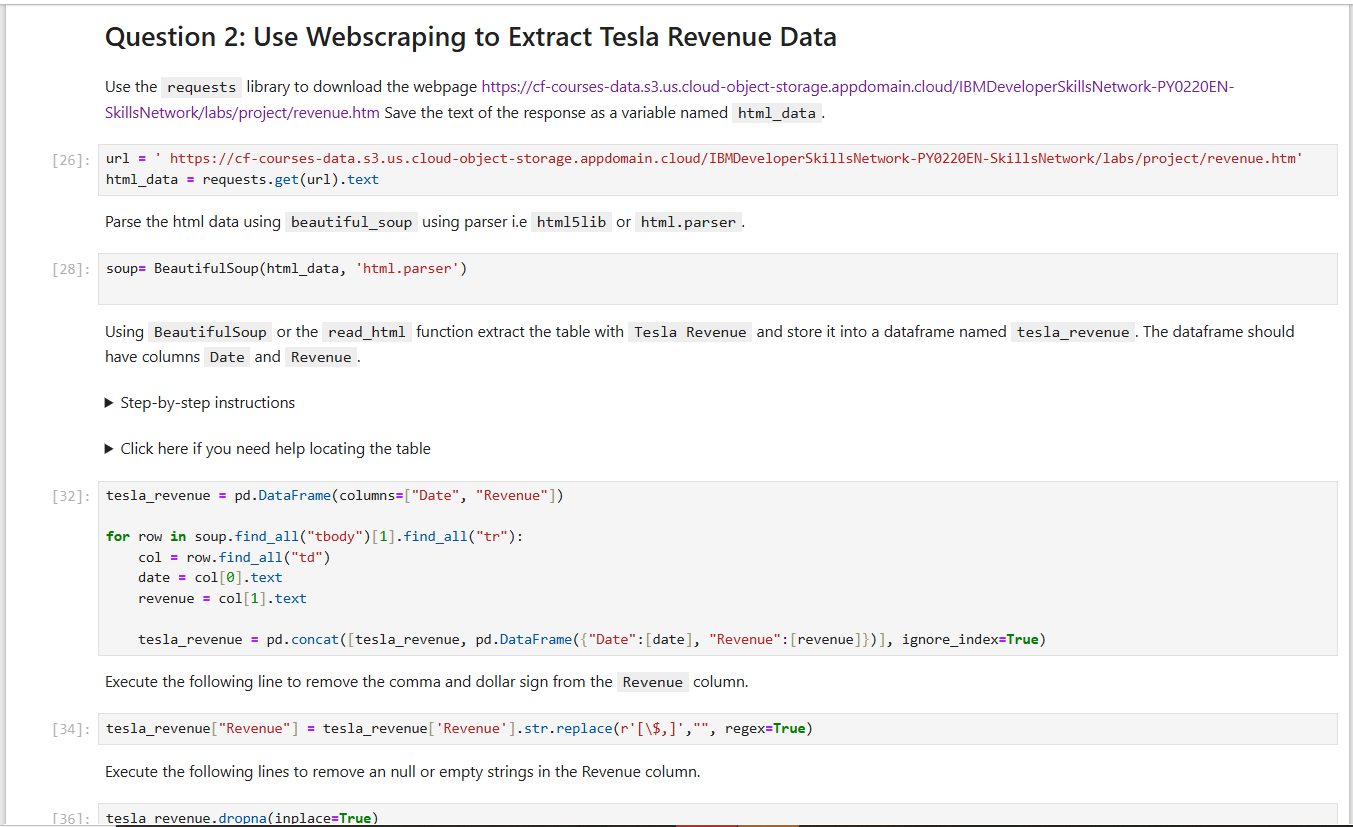 Question 2: Use Webscraping to Extract Tesla Revenue Data
Use the requests library to download the webpage https://cf-courses-data.s3.us.cloud-object-storage.appdomain.cloud/IBMDeveloperSkillsNetwork-PY0220EN-
SkillsNetwork/labs/project/revenue.htm Save the text of the response as a variable named html_data.
[26]: url = ' https://cf-courses-data.s3.us.cloud-object-storage.appdomain.cloud/IBMDeveloperSkillsNetwork-PY0220EN-SkillsNetwork/labs/project/revenue.htm'
html_data = requests.get(url).text
Parse the html data using beautiful_soup using parser i.e html5lib or html.parser.
[28]: soup= BeautifulSoup(html_data, 'html.parser')
Using BeautifulSoup or the read_html function extract the table with Tesla Revenue and store it into a dataframe named tesla_revenue. The dataframe should
have columns Date and Revenue.
▶ Step-by-step instructions
▶ Click here if you need help locating the table
[32]: tesla_revenue = pd.DataFrame(columns=["Date", "Revenue"])
for row in soup.find_all("tbody")[1].find_all("tr"):
    col = row.find_all("td")
    date = col[0].text
    revenue = col[1].text
    tesla_revenue = pd.concat([tesla_revenue, pd.DataFrame({"Date":[date], "Revenue":[revenue]})], ignore_index=True)
Execute the following line to remove the comma and dollar sign from the Revenue column.
[34]: tesla_revenue["Revenue"] = tesla_revenue['Revenue'].str.replace(r'[\$,]',"", regex=True)
Execute the following lines to remove an null or empty strings in the Revenue column.
[36]: tesla_revenue.dropna(inplace=True)